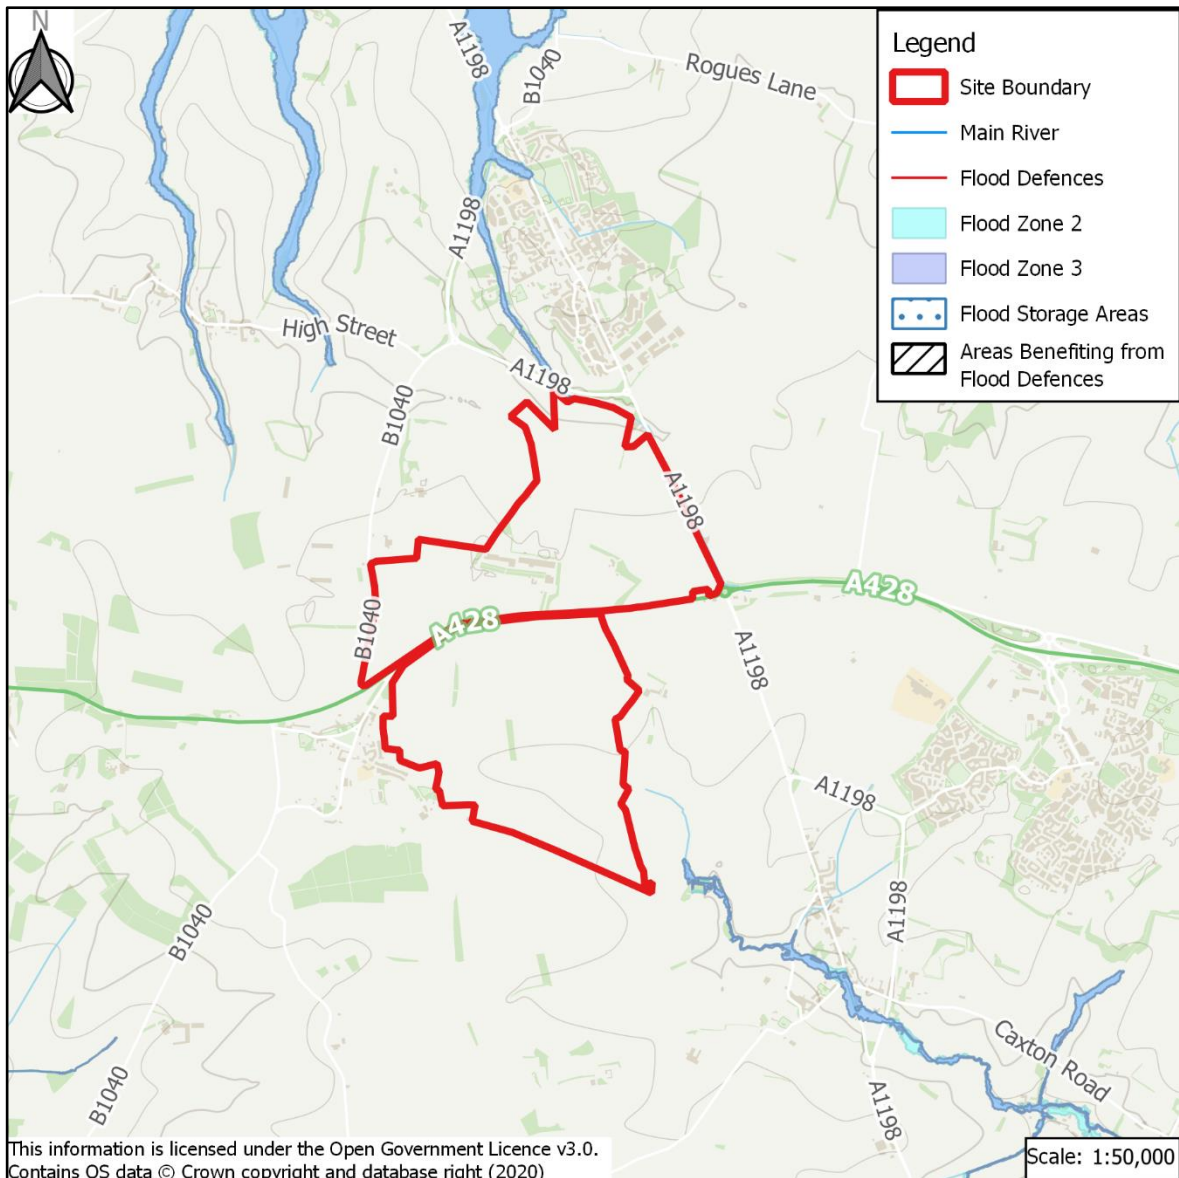 N
A1198
B1040
Rogues Lane
Legend
Site Boundary
Main River
Flood Defences
Flood Zone 2
Flood Zone 3
Flood Storage Areas
Areas Benefiting from
Flood Defences
A1198
High Street
A1198
B1040
A1198
A428
B1040
A428
A1198
A1198
A1198
B1040
Caxton Road
B1040
A1198
This information is licensed under the Open Government Licence v3.0.
Contains OS data © Crown copyright and database right (2020)
Scale: 1:50,000